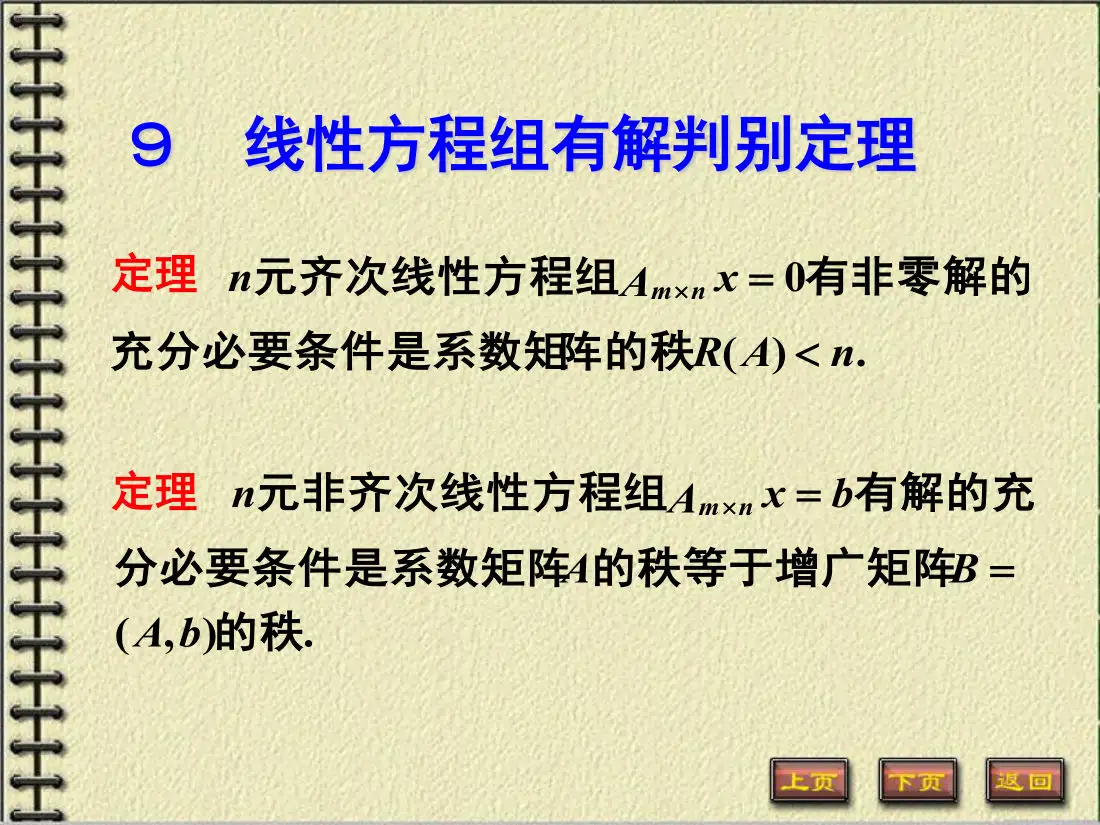 9 线性方程组有解判别定理
定理 n元齐次线性方程组Am×n x = 0有非零解的
充分必要条件是系数矩阵的秩R(A) < n.
定理 n元非齐次线性方程组Am×n x = b有解的充
分必要条件是系数矩阵A的秩等于增广矩阵B =
(A,b)的秩.
上页 下页 返回